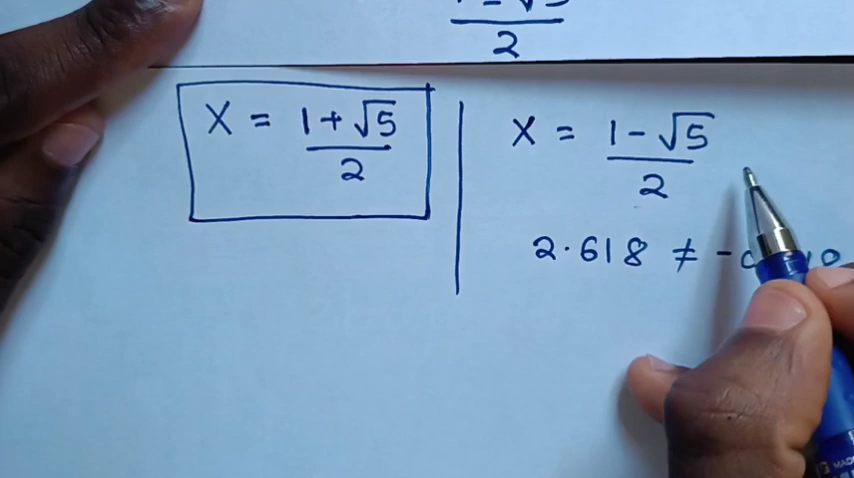 2
x = 1 + √5 / 2
x = 1 - √5 / 2
2.618 ≠ -